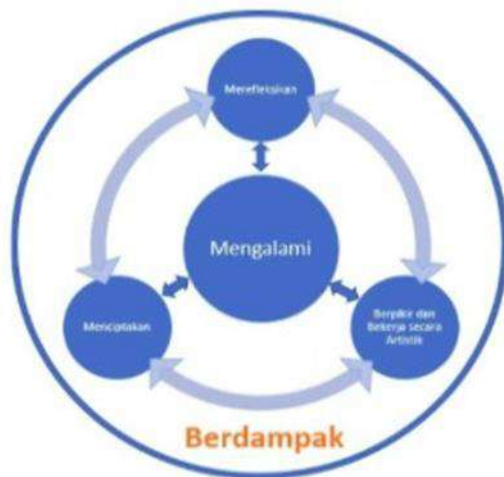 Merefleksikan
Mengalami
Menciptakan
Berpikir dan
Bekerja secara
Artistik
Berdampak